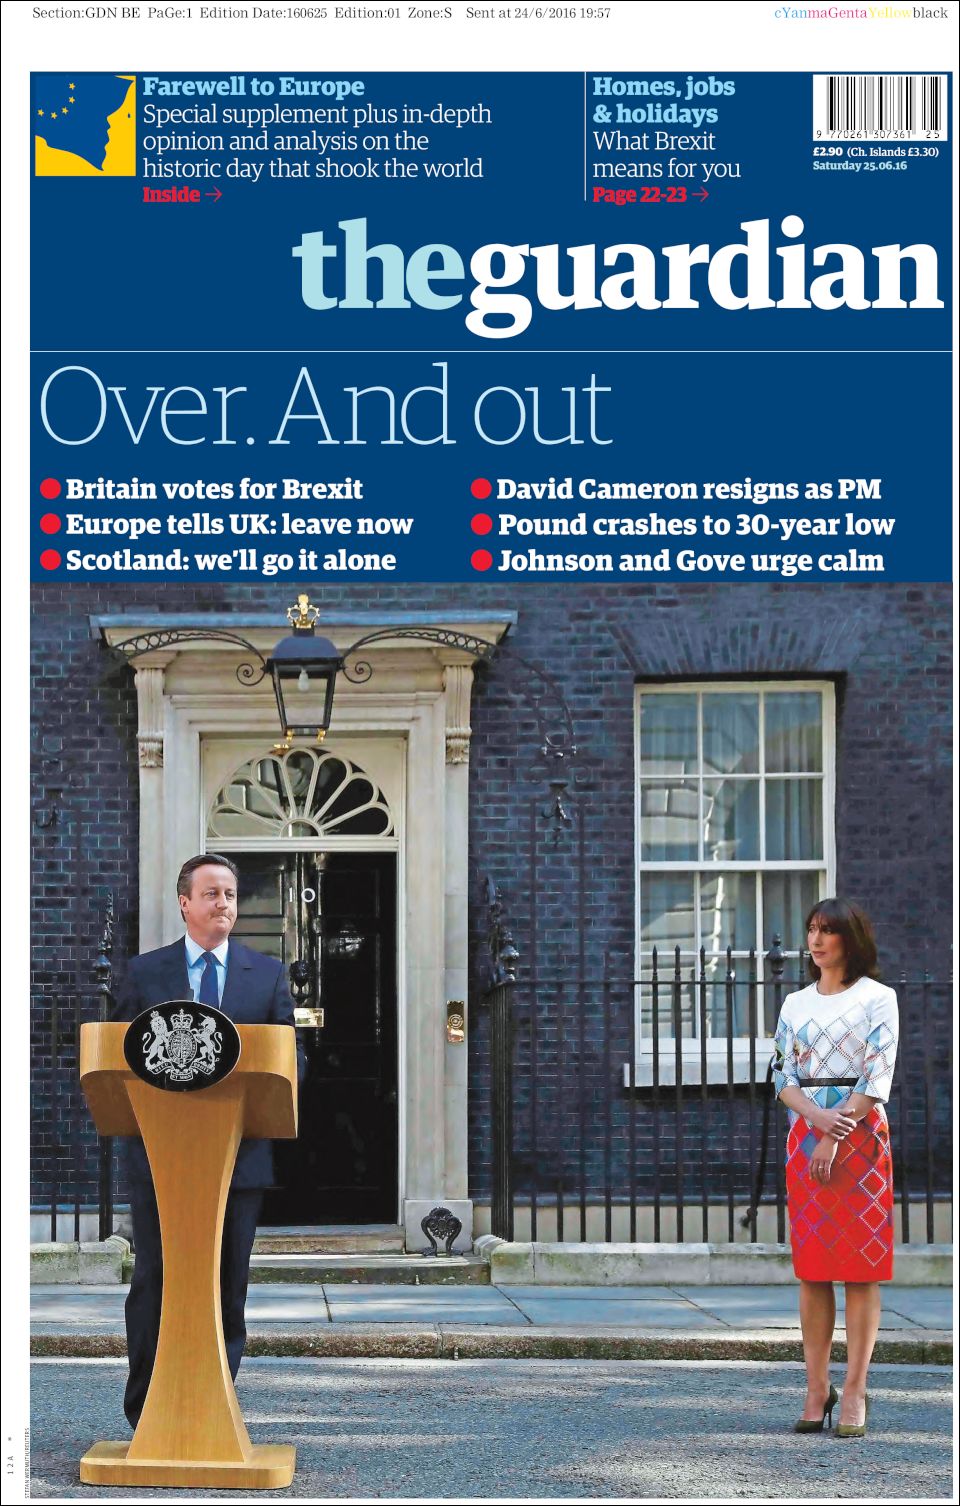 Section:GDN BE PaGe:1 Edition Date:160625 Edition:01 Zone:S Sent at 24/6/2016 19:57
cYanmaGentaYellowblack
Farewell to Europe
Special supplement plus in-depth
opinion and analysis on the
historic day that shook the world
Inside →
Homes, jobs
& holidays
What Brexit
means for you
Page 22-23 →
9 770261 307361 25
£2.90 (Ch. Islands £3.30)
Saturday 25.06.16
theguardian
Over. And out
● Britain votes for Brexit
● Europe tells UK: leave now
● Scotland: we'll go it alone
● David Cameron resigns as PM
● Pound crashes to 30-year low
● Johnson and Gove urge calm
10
12A *